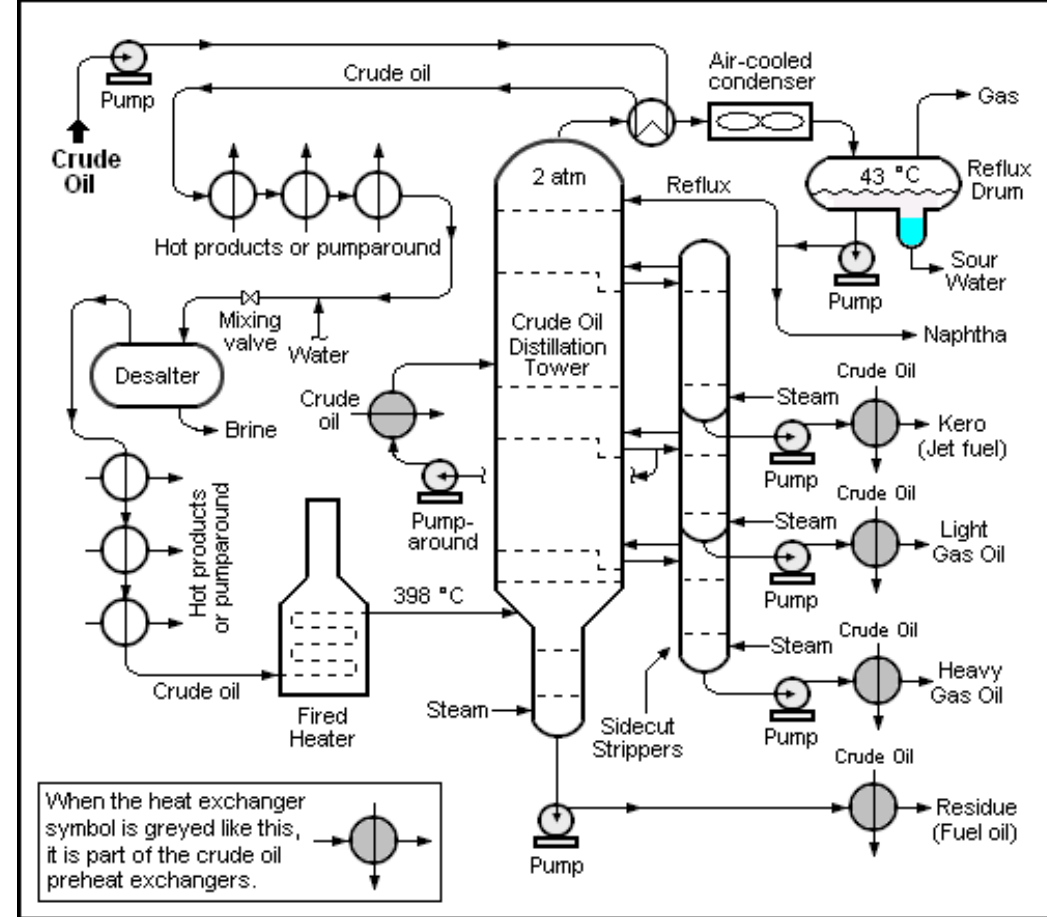 Pump
Crude
Oil
Crude oil
Air-cooled
condenser
Gas
2 atm
Reflux
43 °C
Reflux
Drum
Hot products or pumparound
Pump
Sour
Water
Mixing
valve
Water
Crude Oil
Distillation
Tower
Naphtha
Desalter
Brine
Crude
oil
Steam
Crude Oil
Kero
(Jet fuel)
Pump
Hot products
or pumparound
Pump-
around
Steam
Crude Oil
Light
Gas Oil
Pump
398 °C
Crude oil
Fired
Heater
Steam
Sidecut
Strippers
Steam
Crude Oil
Heavy
Gas Oil
Pump
Crude Oil
Residue
(Fuel oil)
Pump
When the heat exchanger
symbol is greyed like this,
it is part of the crude oil
preheat exchangers.